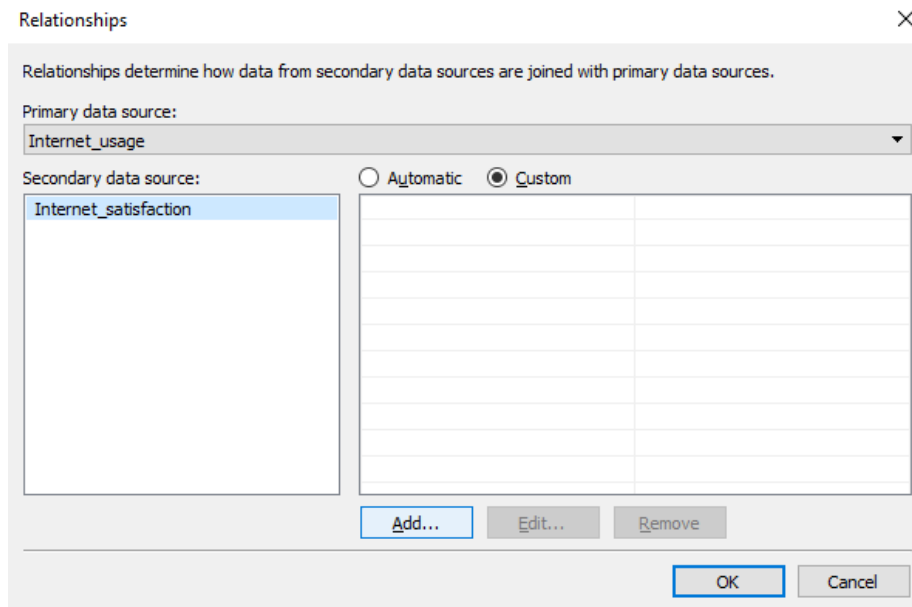 Relationships
Relationships determine how data from secondary data sources are joined with primary data sources.
Primary data source:
Internet_usage
Secondary data source:
Automatic
Custom
Internet_satisfaction
Add...
Edit...
Remove
OK
Cancel